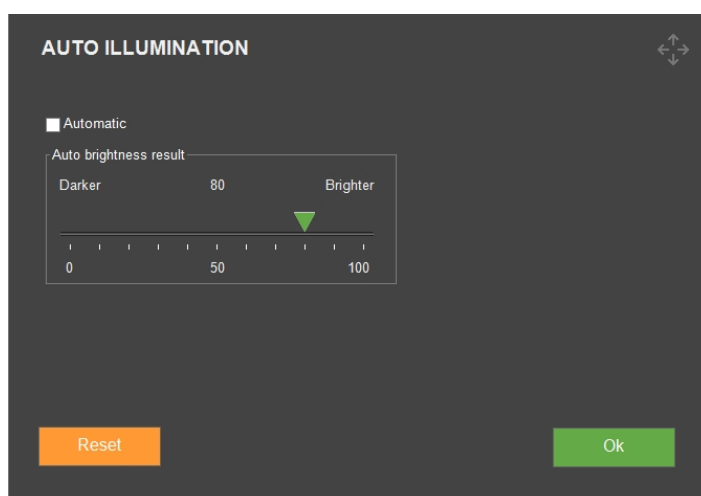 AUTO ILLUMINATION
Automatic
Auto brightness result
Darker 80 Brighter
0 50 100
Reset Ok